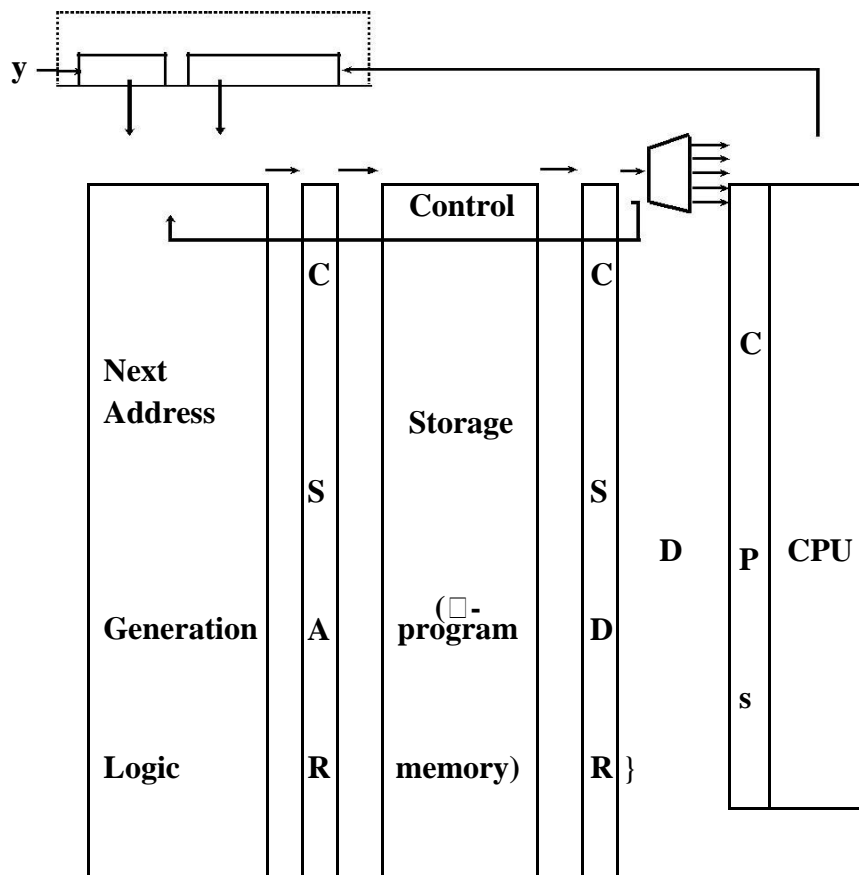 y
Control
C C
C
Next
Address
Storage
S S
D P CPU
(□-
Generation A program D
s
Logic R memory) R }